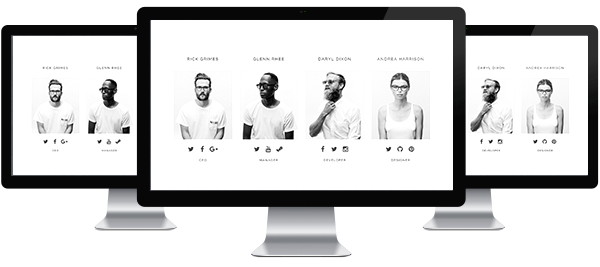 RICK GRIMES GLENN RHEE
CEO MANAGER
RICK GRIMES GLENN RHEE DARYL DIXON ANDREA HARRISON
CEO MANAGER DEVELOPER DESIGNER
DARYL DIXON ANDREA HARRISON
DEVELOPER DESIGNER